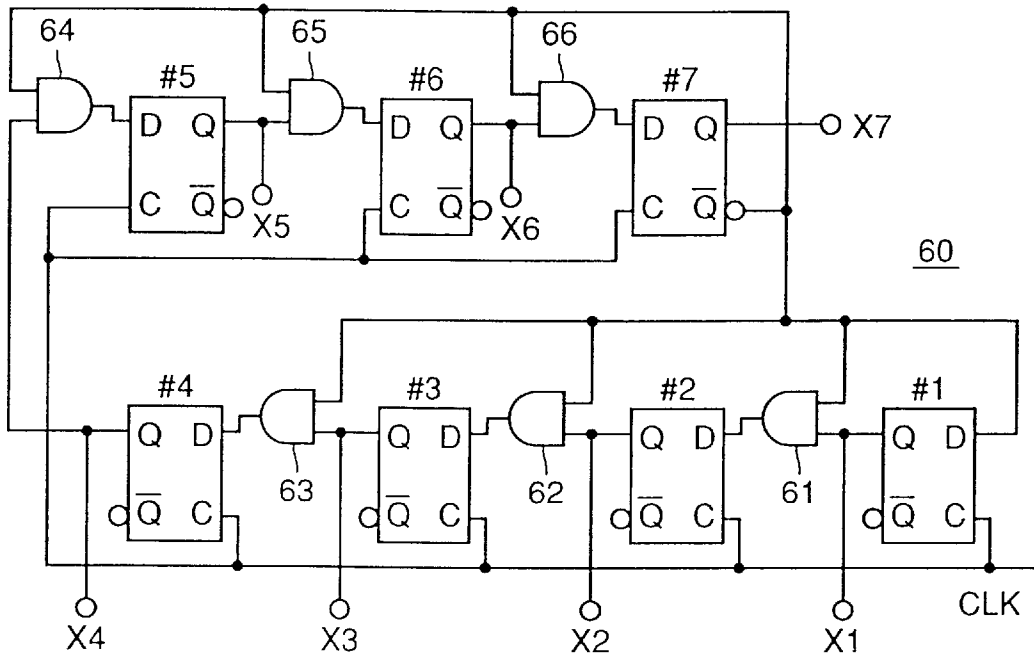 64
65
66
#5
#6
#7
D Q
D Q
D Q
X7
C Q̅
C Q̅
C Q̅
X5
X6
60
#4
#3
#2
#1
Q D
Q D
Q D
Q D
63
62
61
Q̅ C
Q̅ C
Q̅ C
Q̅ C
CLK
X4
X3
X2
X1